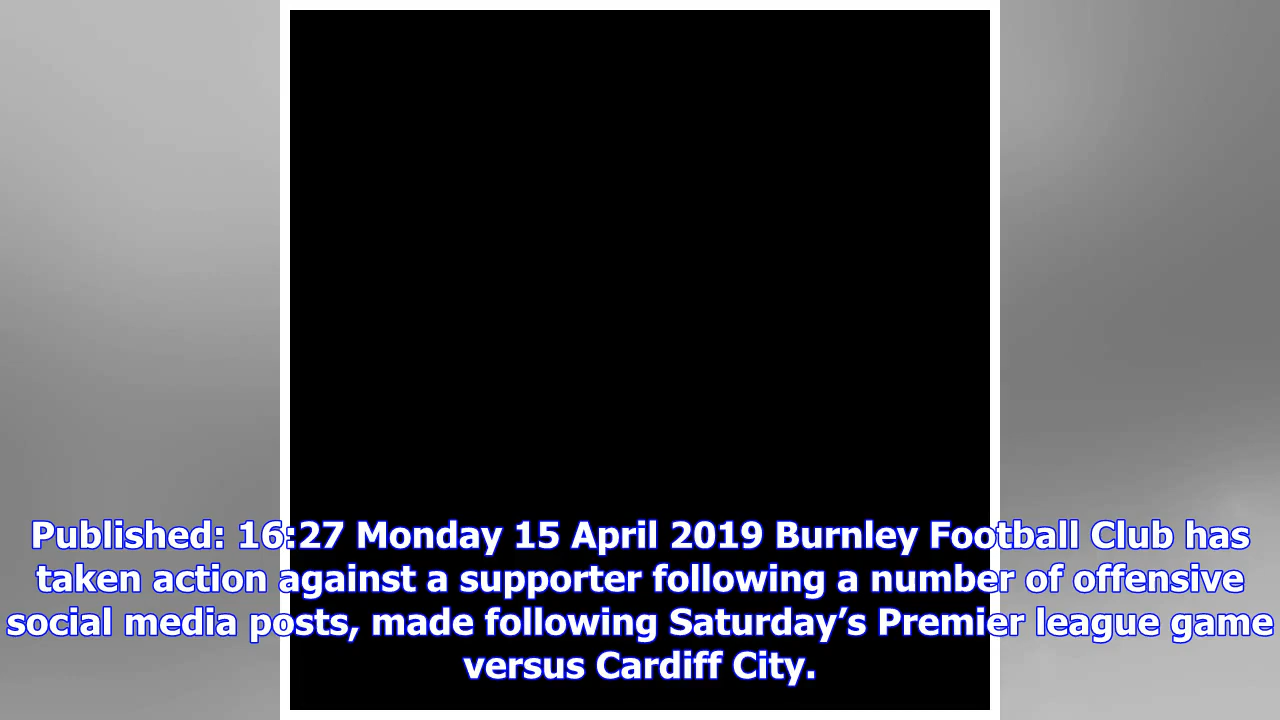 Published: 16:27 Monday 15 April 2019 Burnley Football Club has
taken action against a supporter following a number of offensive
social media posts, made following Saturday’s Premier league game
versus Cardiff City.